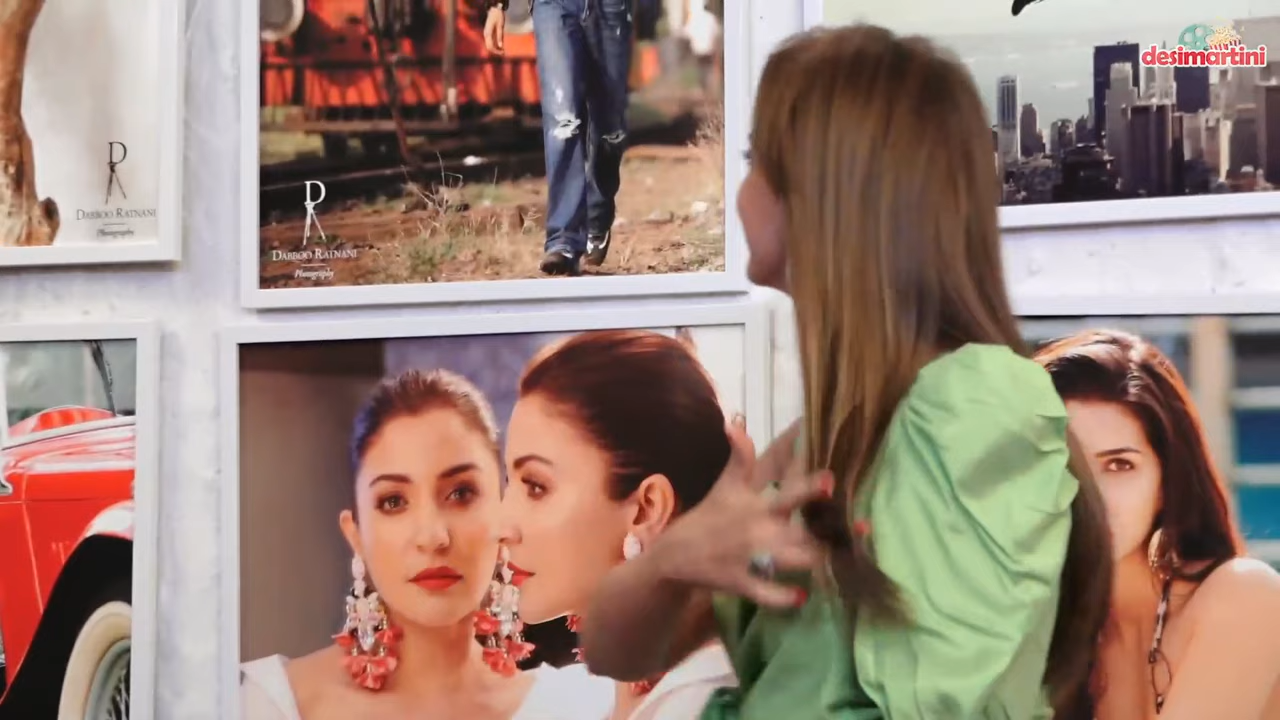 desimartini
D
DABBOO RATNANI
Photography
D
DABBOO RATNANI
Photography